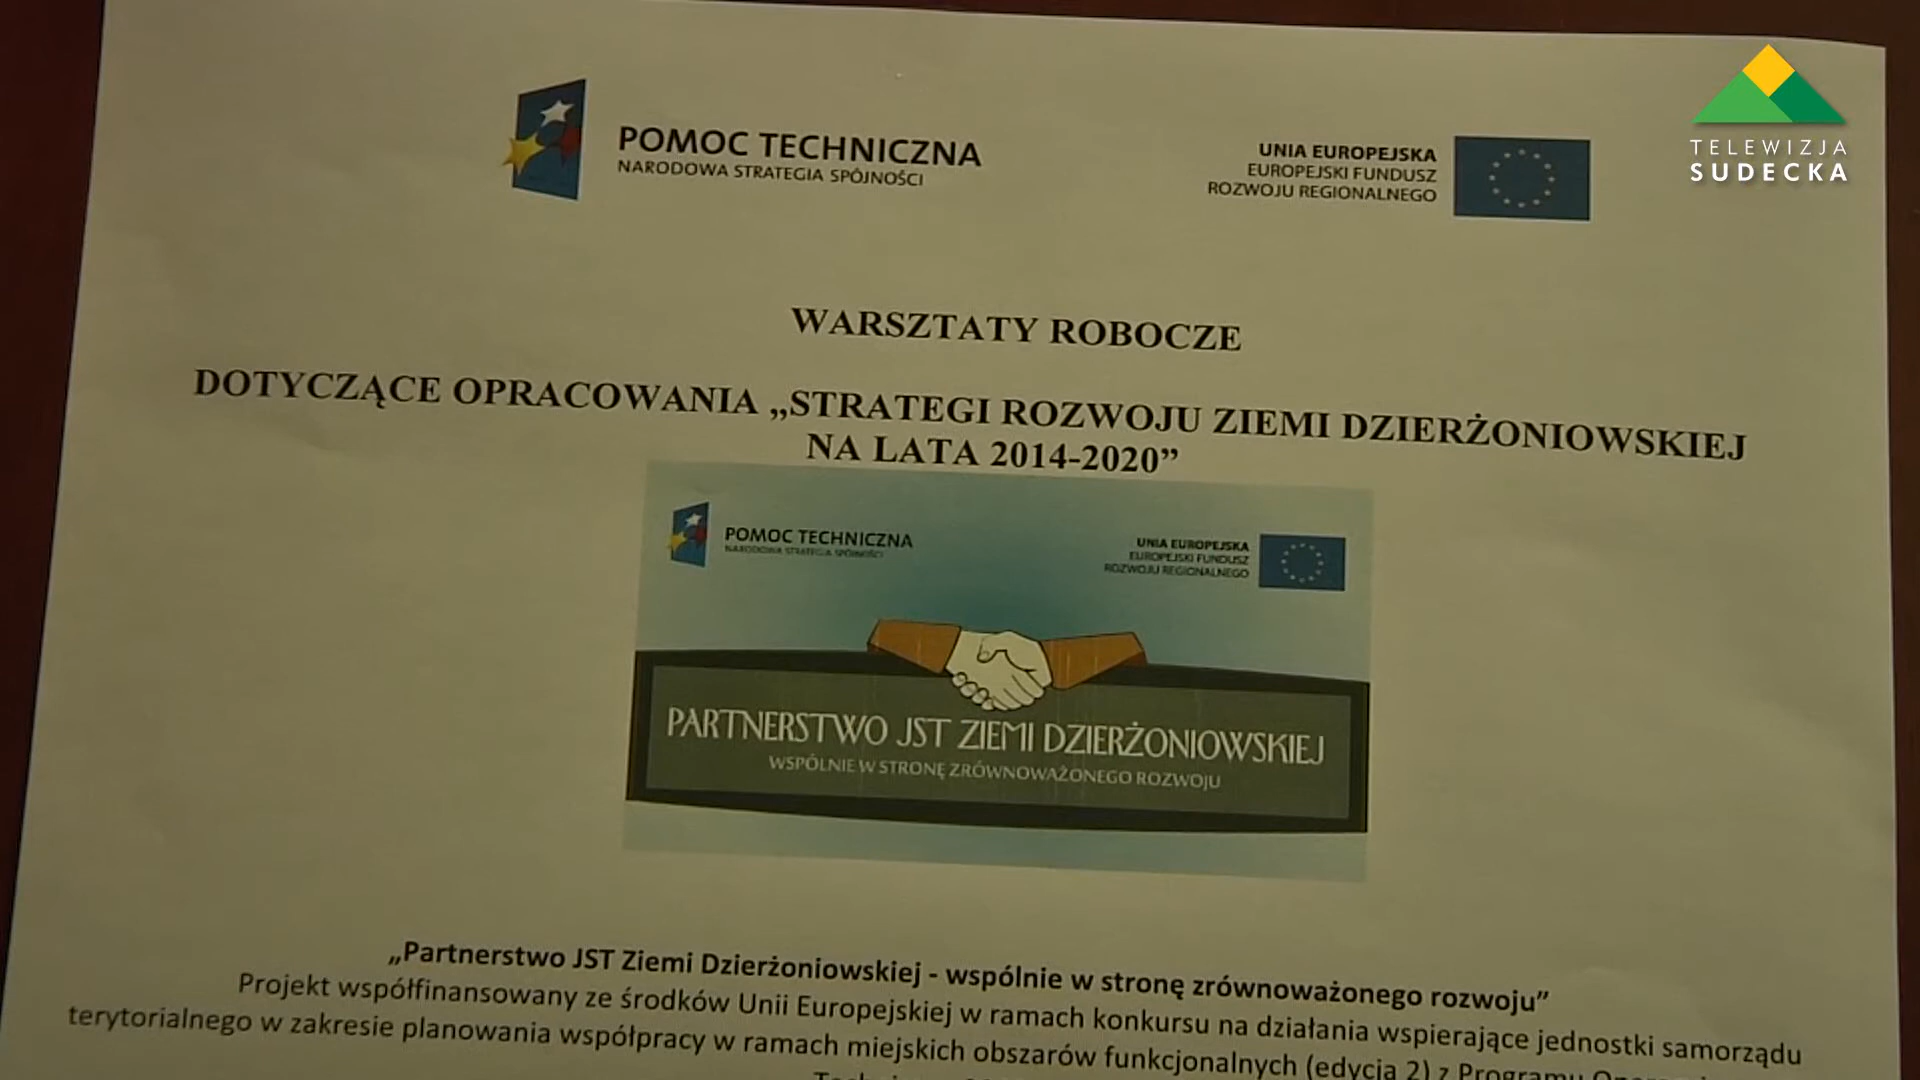 POMOC TECHNICZNA
NARODOWA STRATEGIA SPÓJNOŚCI
UNIA EUROPEJSKA
EUROPEJSKI FUNDUSZ
ROZWOJU REGIONALNEGO
TELEWIZJA
SUDECKA
WARSZTATY ROBOCZE
DOTYCZĄCE OPRACOWANIA „STRATEGI ROZWOJU ZIEMI DZIERŻONIOWSKIEJ
NA LATA 2014-2020”
POMOC TECHNICZNA
NARODOWA STRATEGIA SPÓJNOŚCI
UNIA EUROPEJSKA
EUROPEJSKI FUNDUSZ
ROZWOJU REGIONALNEGO
PARTNERSTWO JST ZIEMI DZIERŻONIOWSKIEJ
WSPÓLNIE W STRONĘ ZRÓWNOWAŻONEGO ROZWOJU
„Partnerstwo JST Ziemi Dzierżoniowskiej - wspólnie w stronę zrównoważonego rozwoju”
Projekt współfinansowany ze środków Unii Europejskiej w ramach konkursu na działania wspierające jednostki samorządu
terytorialnego w zakresie planowania współpracy w ramach miejskich obszarów funkcjonalnych (edycja 2) z Programu